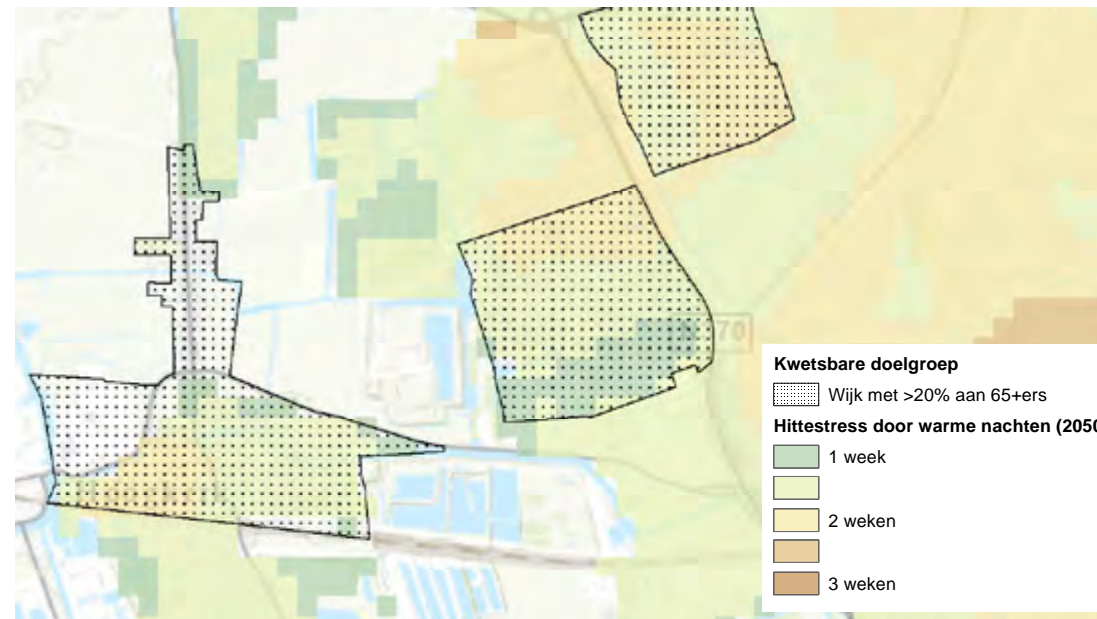 70
Kwetsbare doelgroep
Wijk met >20% aan 65+ers
Hittestress door warme nachten (2050
1 week
2 weken
3 weken